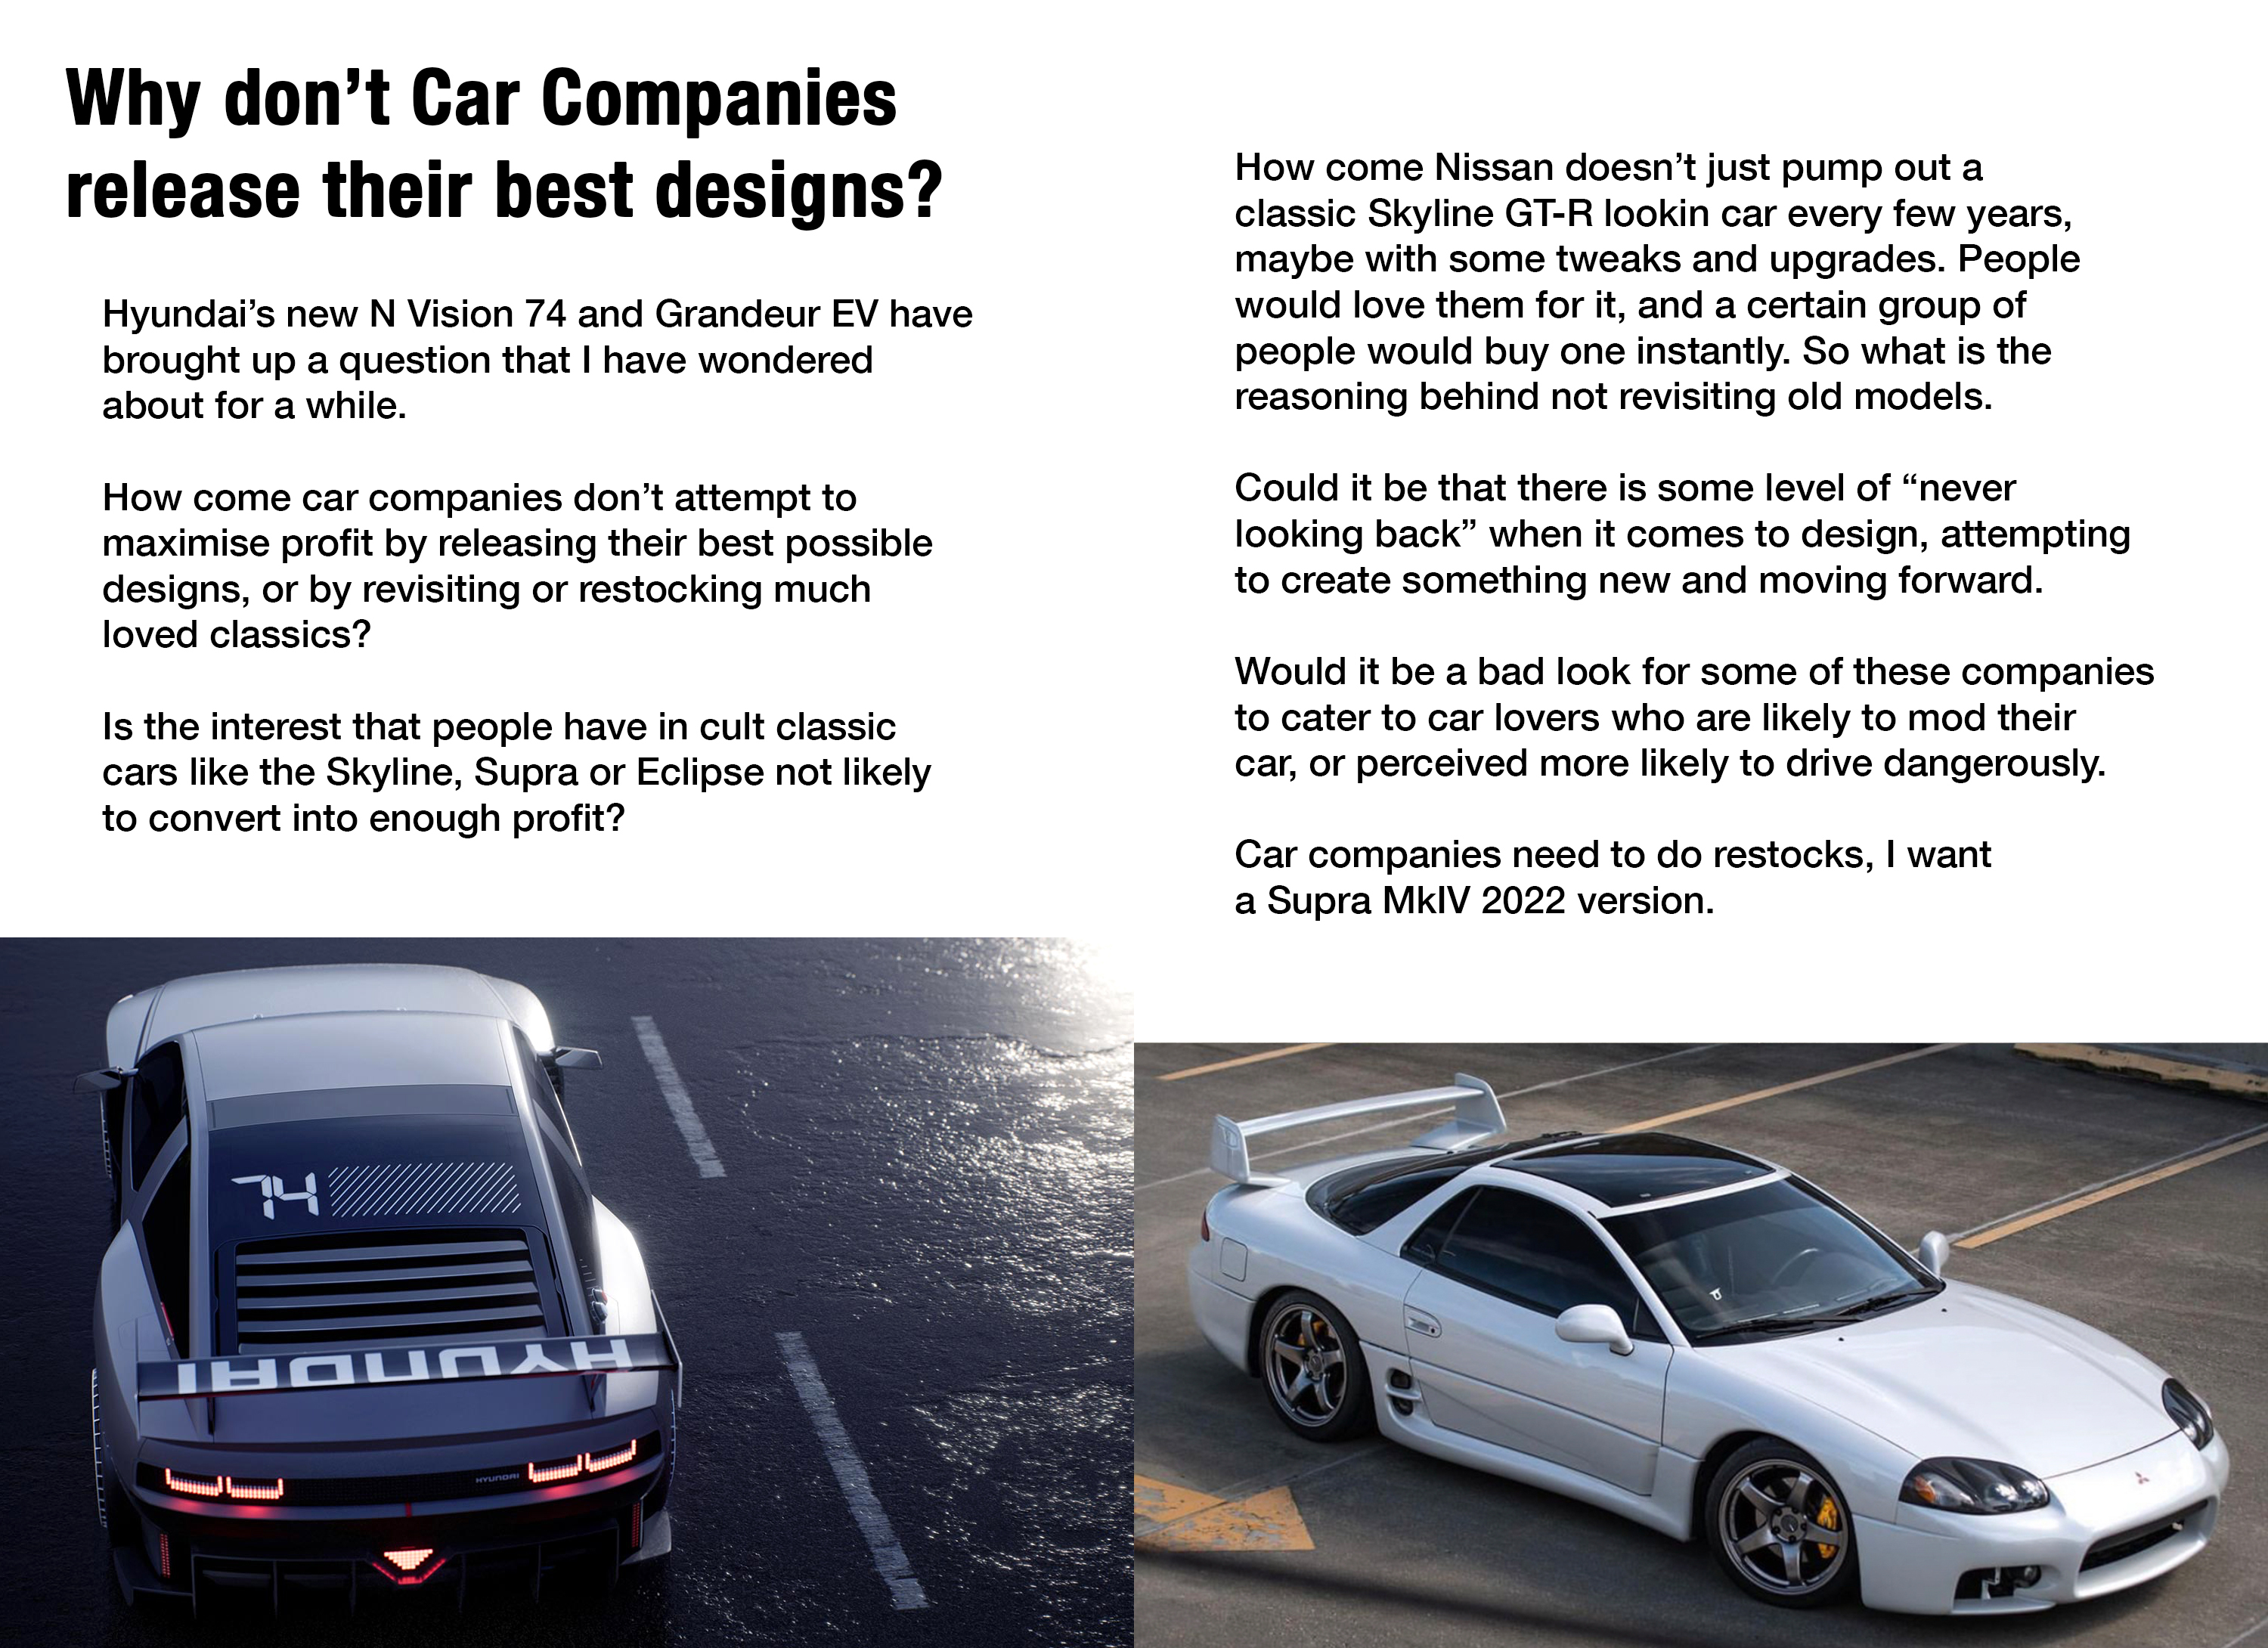 Why don’t Car Companies
release their best designs?
Hyundai’s new N Vision 74 and Grandeur EV have
brought up a question that I have wondered
about for a while.
How come car companies don’t attempt to
maximise profit by releasing their best possible
designs, or by revisiting or restocking much
loved classics?
Is the interest that people have in cult classic
cars like the Skyline, Supra or Eclipse not likely
to convert into enough profit?
How come Nissan doesn’t just pump out a
classic Skyline GT-R lookin car every few years,
maybe with some tweaks and upgrades. People
would love them for it, and a certain group of
people would buy one instantly. So what is the
reasoning behind not revisiting old models.
Could it be that there is some level of “never
looking back” when it comes to design, attempting
to create something new and moving forward.
Would it be a bad look for some of these companies
to cater to car lovers who are likely to mod their
car, or perceived more likely to drive dangerously.
Car companies need to do restocks, I want
a Supra MkIV 2022 version.
74
HYUNDAI
HYUNDAI